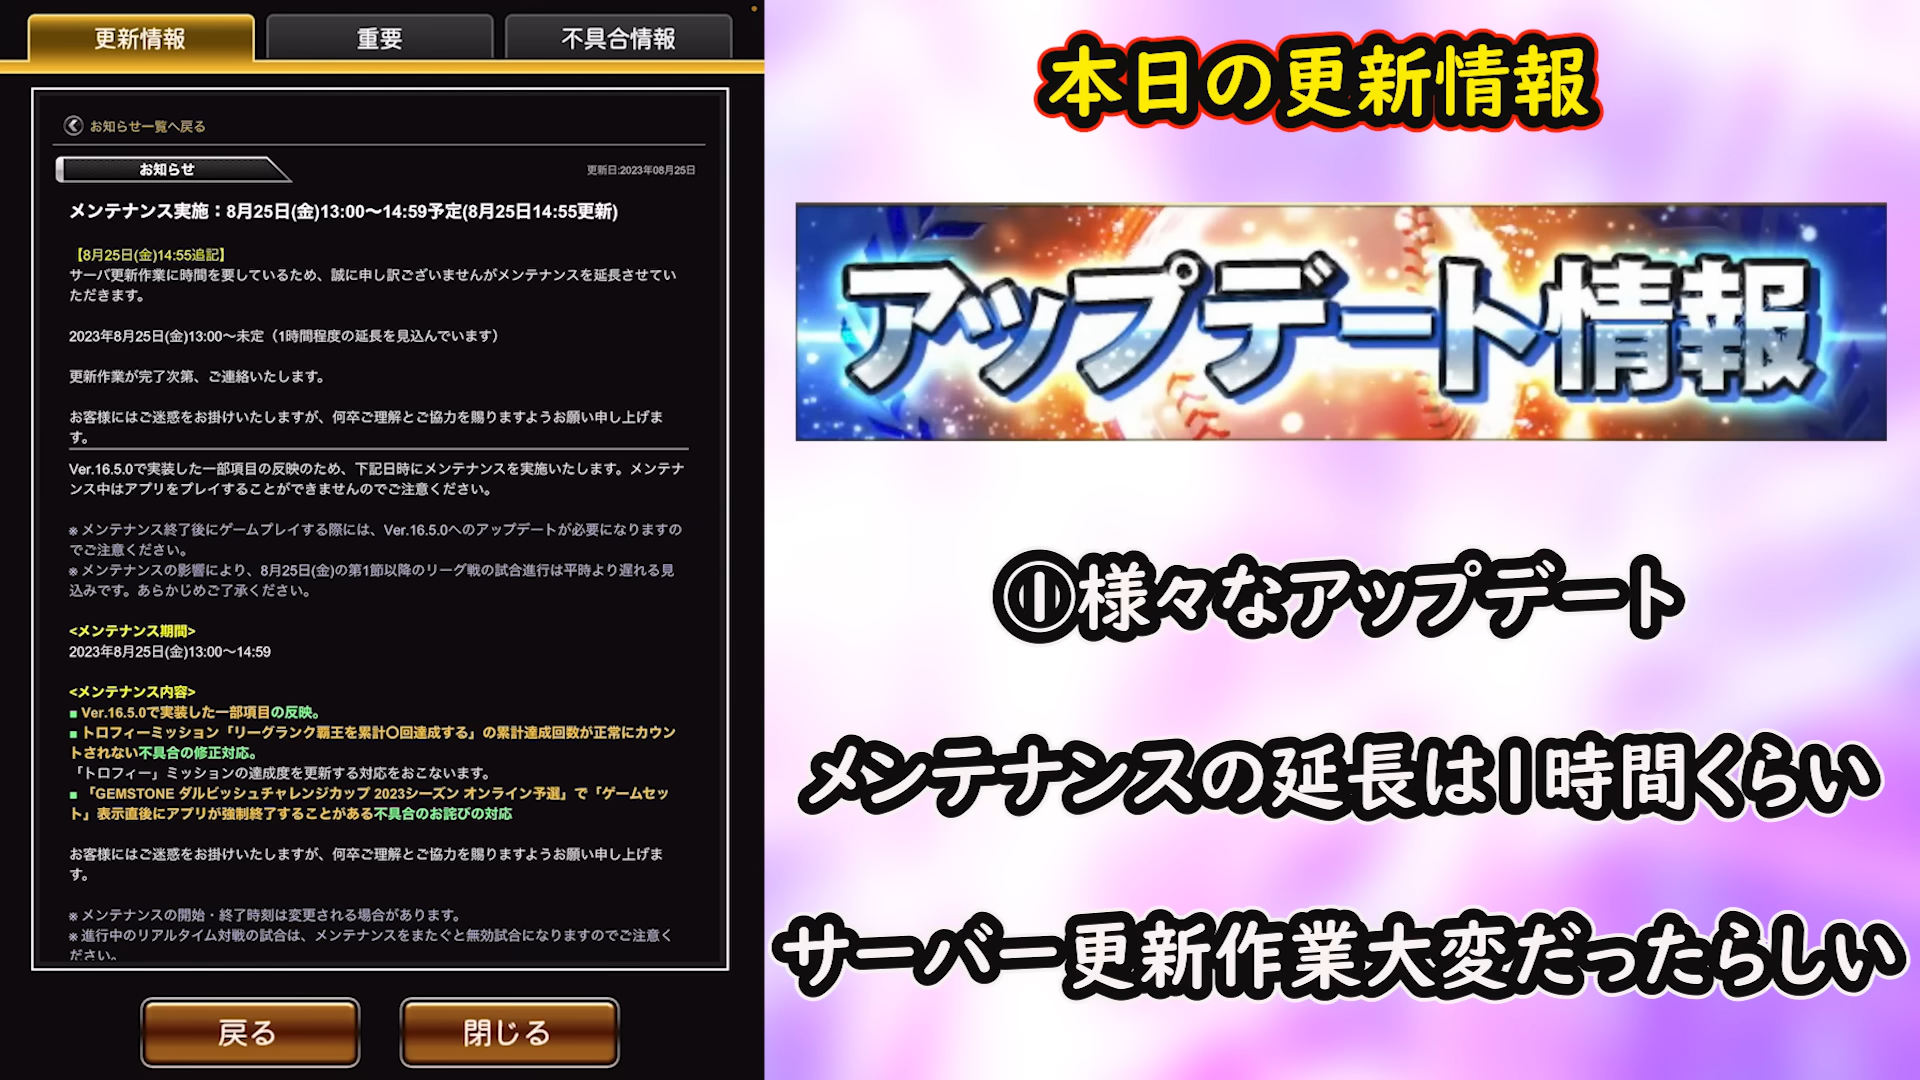 更新情報
重要
不具合情報
お知らせ一覧へ戻る
お知らせ
更新日:2023年08月25日
メンテナンス実施：8月25日(金)13:00〜14:59予定(8月25日14:55更新)
【8月25日(金)14:55追記】
サーバ更新作業に時間を要しているため、誠に申し訳ございませんがメンテナンスを延長させてい
ただきます。
2023年8月25日(金)13:00〜未定（1時間程度の延長を見込んでいます）
更新作業が完了次第、ご連絡いたします。
お客様にはご迷惑をお掛けいたしますが、何卒ご理解とご協力を賜りますようお願い申し上げま
す。
Ver.16.5.0で実装した一部項目の反映のため、下記日時にメンテナンスを実施いたします。メンテナ
ンス中はアプリをプレイすることができませんのでご注意ください。
※メンテナンス終了後にゲームプレイする際には、Ver.16.5.0へのアップデートが必要になりますの
でご注意ください。
※メンテナンスの影響により、8月25日(金)の第1節以降のリーグ戦の試合進行は平時より遅れる見
込みです。あらかじめご了承ください。
<メンテナンス期間>
2023年8月25日(金)13:00〜14:59
<メンテナンス内容>
■ Ver.16.5.0で実装した一部項目の反映。
■トロフィーミッション「リーグランク覇王を累計〇回達成する」の累計達成回数が正常にカウン
トされない不具合の修正対応。
「トロフィー」ミッションの達成度を更新する対応をおこないます。
■「GEMSTONE ダルビッシュチャレンジカップ 2023シーズン オンライン予選」で「ゲームセッ
ト」表示直後にアプリが強制終了することがある不具合のお詫びの対応
お客様にはご迷惑をお掛けいたしますが、何卒ご理解とご協力を賜りますようお願い申し上げま
す。
※メンテナンスの開始・終了時刻は変更される場合があります。
※進行中のリアルタイム対戦の試合は、メンテナンスをまたぐと無効試合になりますのでご注意く
ださい。
戻る
閉じる
本日の更新情報
アップデート情報
①様々なアップデート
メンテナンスの延長は1時間くらい
サーバー更新作業大変だったらしい